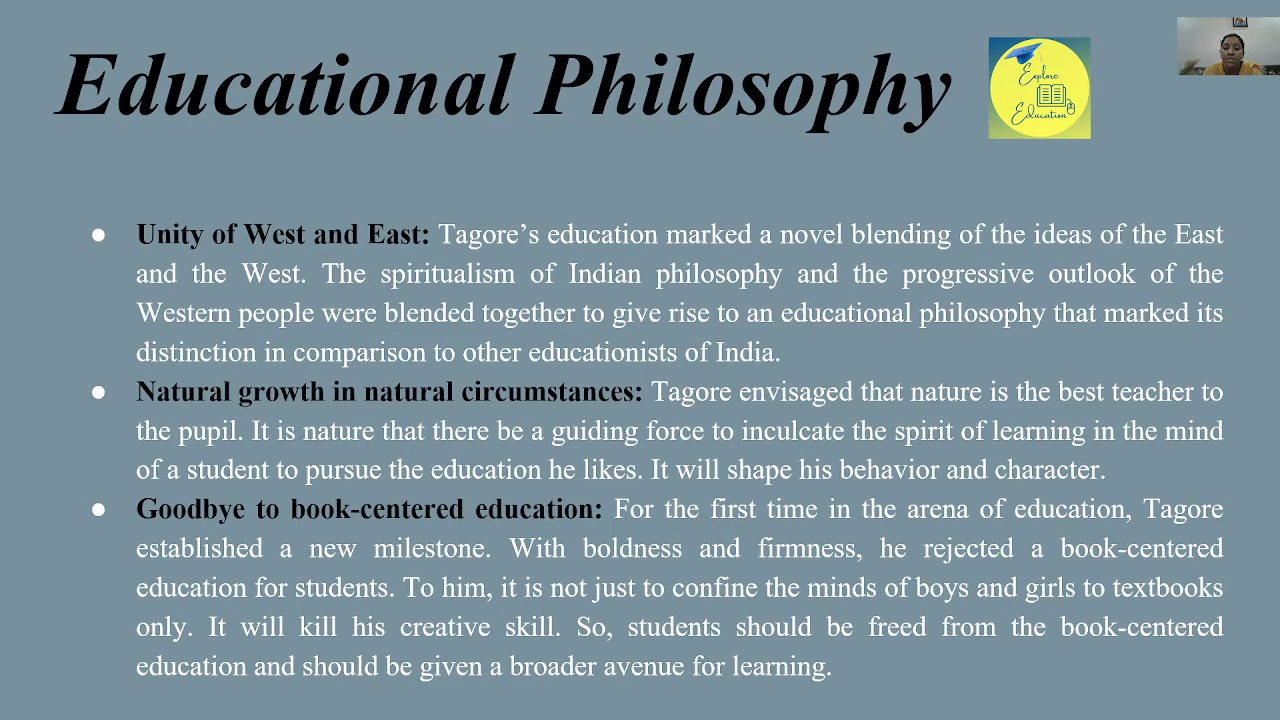 Educational Philosophy
Explore
Education
● Unity of West and East: Tagore’s education marked a novel blending of the ideas of the East
and the West. The spiritualism of Indian philosophy and the progressive outlook of the
Western people were blended together to give rise to an educational philosophy that marked its
distinction in comparison to other educationists of India.
● Natural growth in natural circumstances: Tagore envisaged that nature is the best teacher to
the pupil. It is nature that there be a guiding force to inculcate the spirit of learning in the mind
of a student to pursue the education he likes. It will shape his behavior and character.
● Goodbye to book-centered education: For the first time in the arena of education, Tagore
established a new milestone. With boldness and firmness, he rejected a book-centered
education for students. To him, it is not just to confine the minds of boys and girls to textbooks
only. It will kill his creative skill. So, students should be freed from the book-centered
education and should be given a broader avenue for learning.